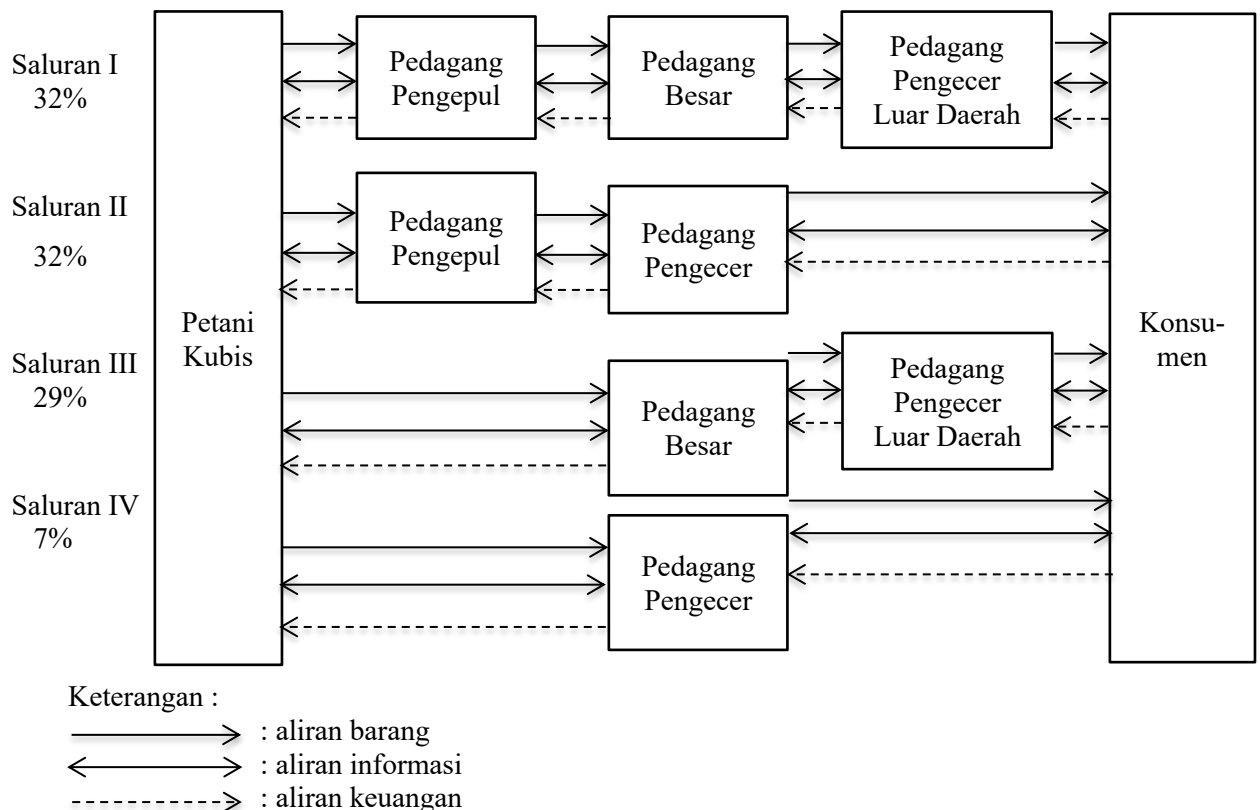 Saluran I
32%
Pedagang
Pengepul
Pedagang
Besar
Pedagang
Pengecer
Luar Daerah
Saluran II
32%
Pedagang
Pengepul
Pedagang
Pengecer
Petani
Kubis
Konsu-
men
Saluran III
29%
Pedagang
Besar
Pedagang
Pengecer
Luar Daerah
Saluran IV
7%
Pedagang
Pengecer
Keterangan :
: aliran barang
: aliran informasi
: aliran keuangan